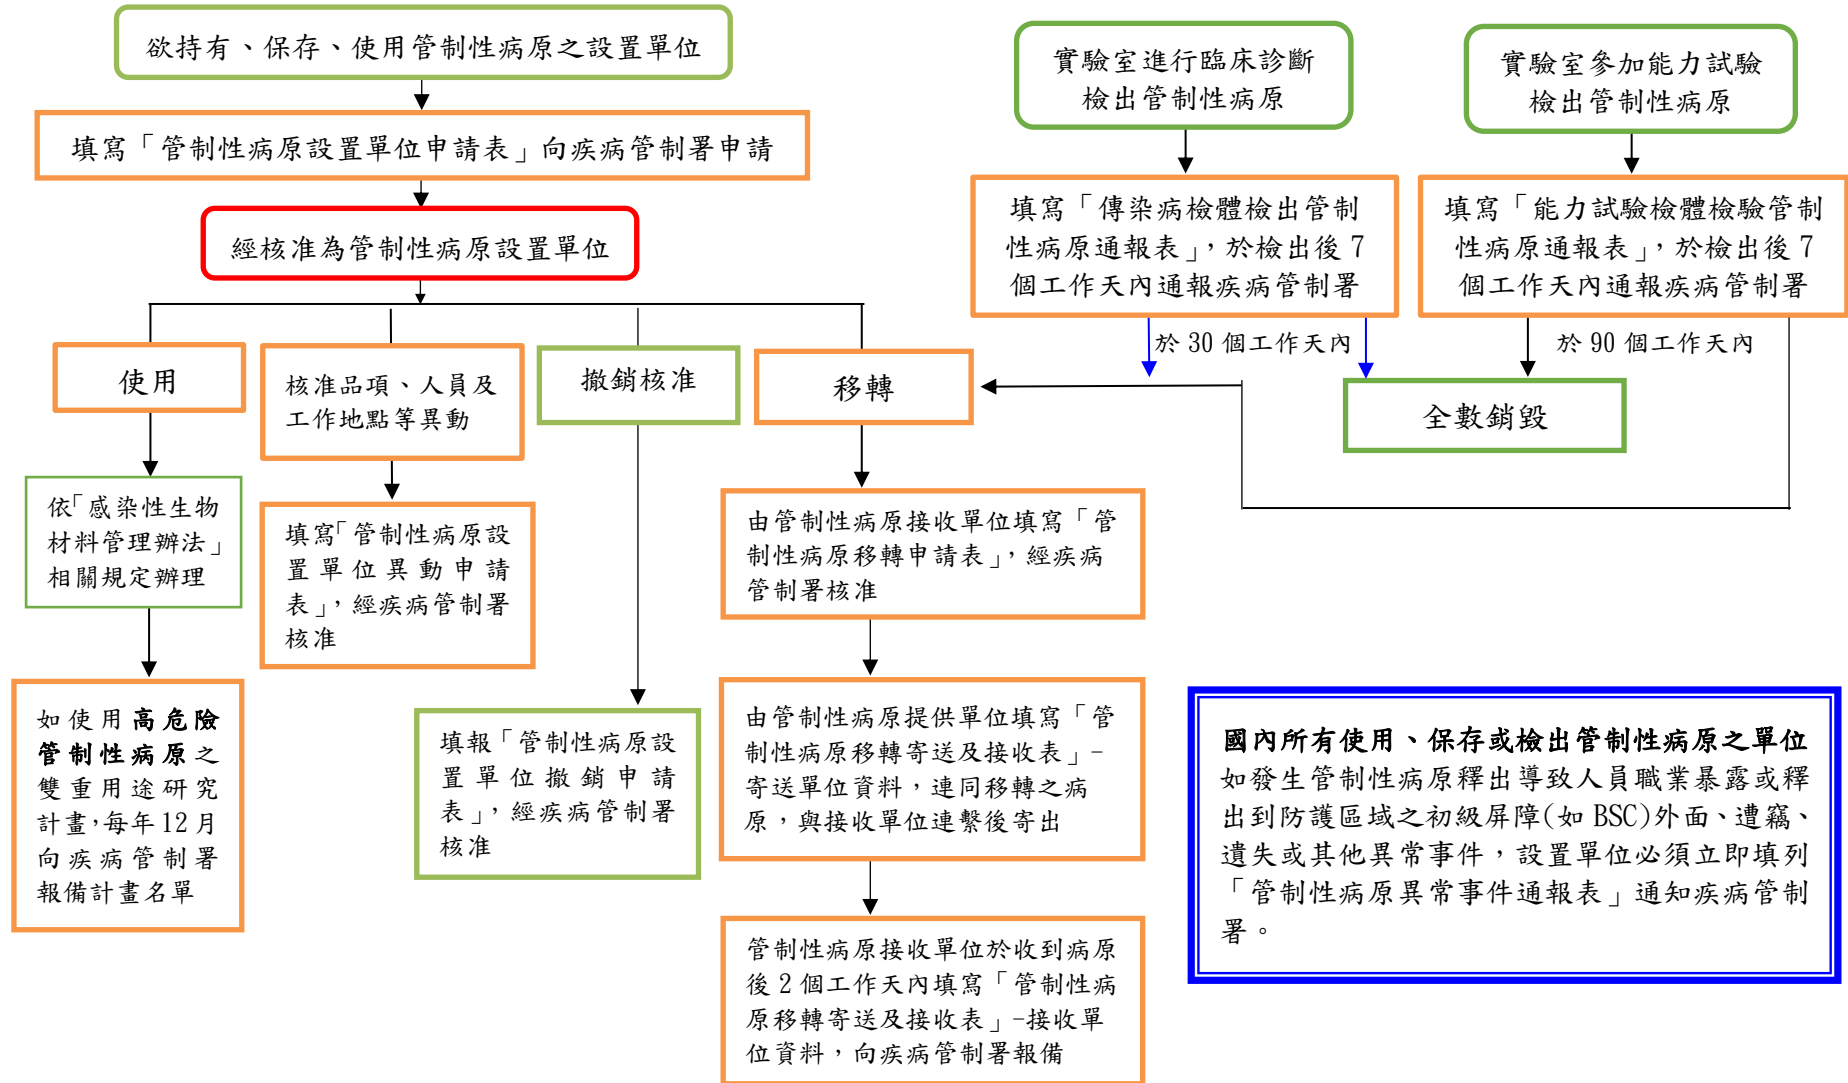 欲持有、保存、使用管制性病原之設置單位
填寫「管制性病原設置單位申請表」向疾病管制署申請
經核准為管制性病原設置單位
使用
依「感染性生物
材料管理辦法」
相關規定辦理
如使用高危險
管制性病原之
雙重用途研究
計畫,每年12月
向疾病管制署
報備計畫名單
核准品項、人員及
工作地點等異動
填寫「管制性病原設
置單位異動申請
表」,經疾病管制署
核准
撤銷核准
填報「管制性病原設
置單位撤銷申請
表」,經疾病管制署
核准
移轉
由管制性病原接收單位填寫「管
制性病原移轉申請表」,經疾病
管制署核准
由管制性病原提供單位填寫「管
制性病原移轉寄送及接收表」-
寄送單位資料,連同移轉之病
原,與接收單位連繫後寄出
管制性病原接收單位於收到病原
後2個工作天內填寫「管制性病
原移轉寄送及接收表」-接收單
位資料,向疾病管制署報備
實驗室進行臨床診斷
檢出管制性病原
填寫「傳染病檢體檢出管制
性病原通報表」,於檢出後7
個工作天內通報疾病管制署
於30個工作天內
實驗室參加能力試驗
檢出管制性病原
填寫「能力試驗檢體檢驗管制
性病原通報表」,於檢出後7
個工作天內通報疾病管制署
於90個工作天內
全數銷毀
國內所有使用、保存或檢出管制性病原之單位
如發生管制性病原釋出導致人員職業暴露或釋
出到防護區域之初級屏障(如BSC)外面、遭竊、
遺失或其他異常事件,設置單位必須立即填列
「管制性病原異常事件通報表」通知疾病管制
署。